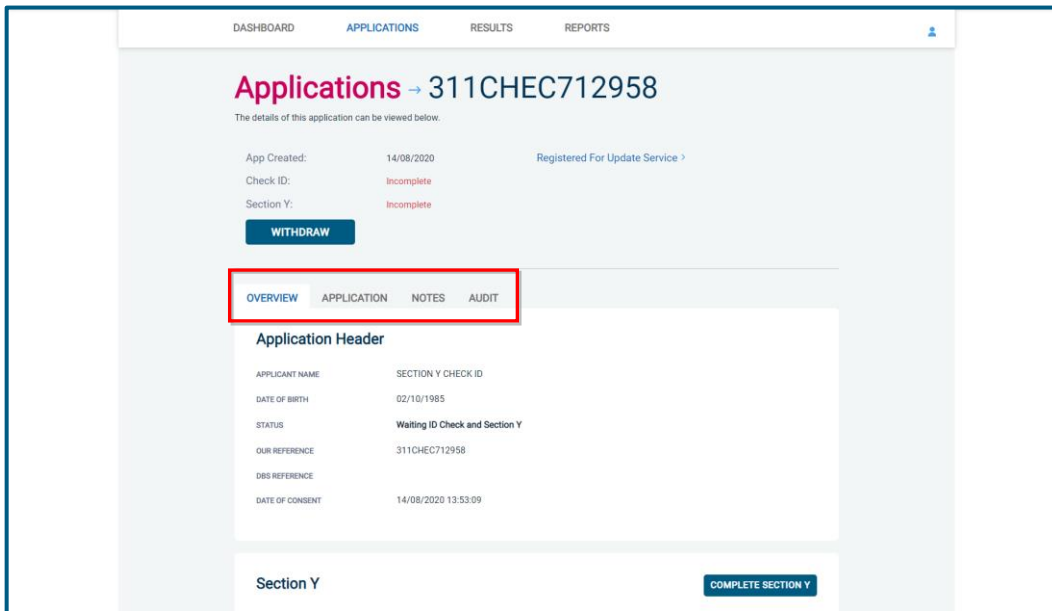 DASHBOARD APPLICATIONS RESULTS REPORTS
Applications → 311CHEC712958
The details of this application can be viewed below.
App Created: 14/08/2020 Registered For Update Service >
Check ID: Incomplete
Section Y: Incomplete
WITHDRAW
OVERVIEW APPLICATION NOTES AUDIT
Application Header
APPLICANT NAME SECTION Y CHECK ID
DATE OF BIRTH 02/10/1985
STATUS Waiting ID Check and Section Y
OUR REFERENCE 311CHEC712958
DBS REFERENCE
DATE OF CONSENT 14/08/2020 13:53:09
Section Y COMPLETE SECTION Y